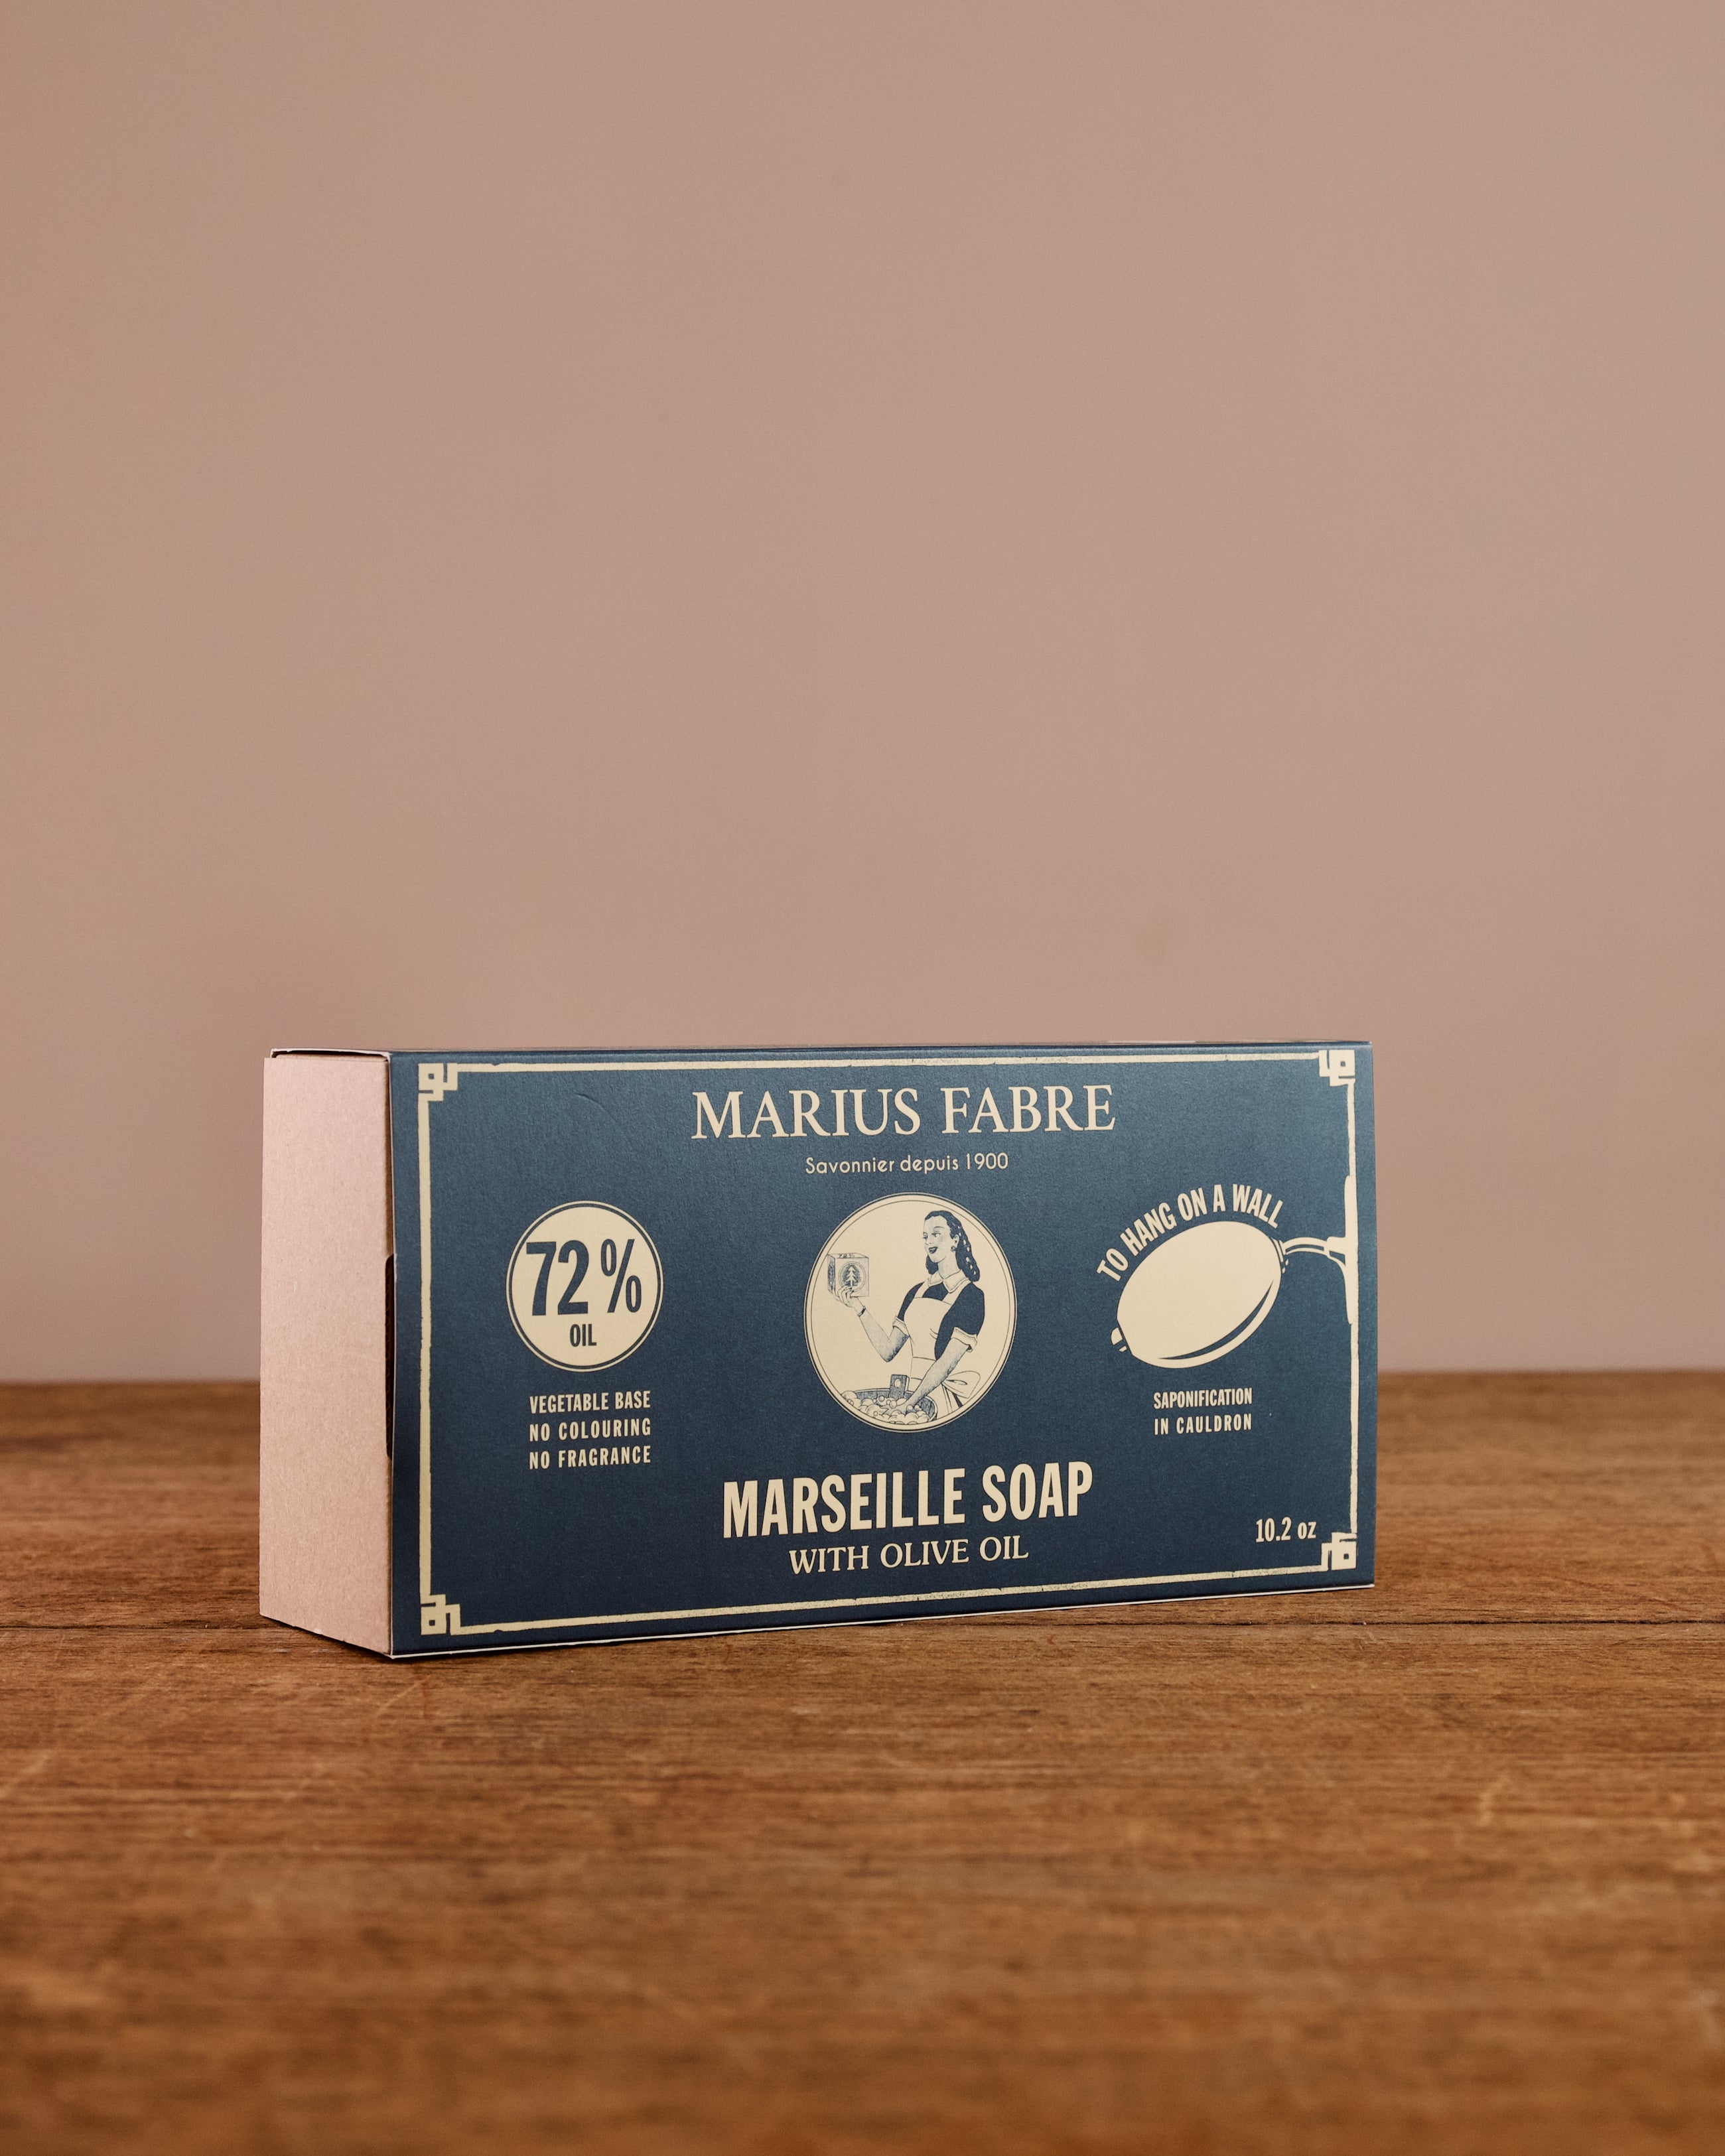 MARIUS FABRE
Savonnier depuis 1900
72 %
OIL
VEGETABLE BASE
NO COLOURING
NO FRAGRANCE
TO HANG ON A WALL
SAPONIFICATION
IN CAULDRON
MARSEILLE SOAP
WITH OLIVE OIL
10.2 oz